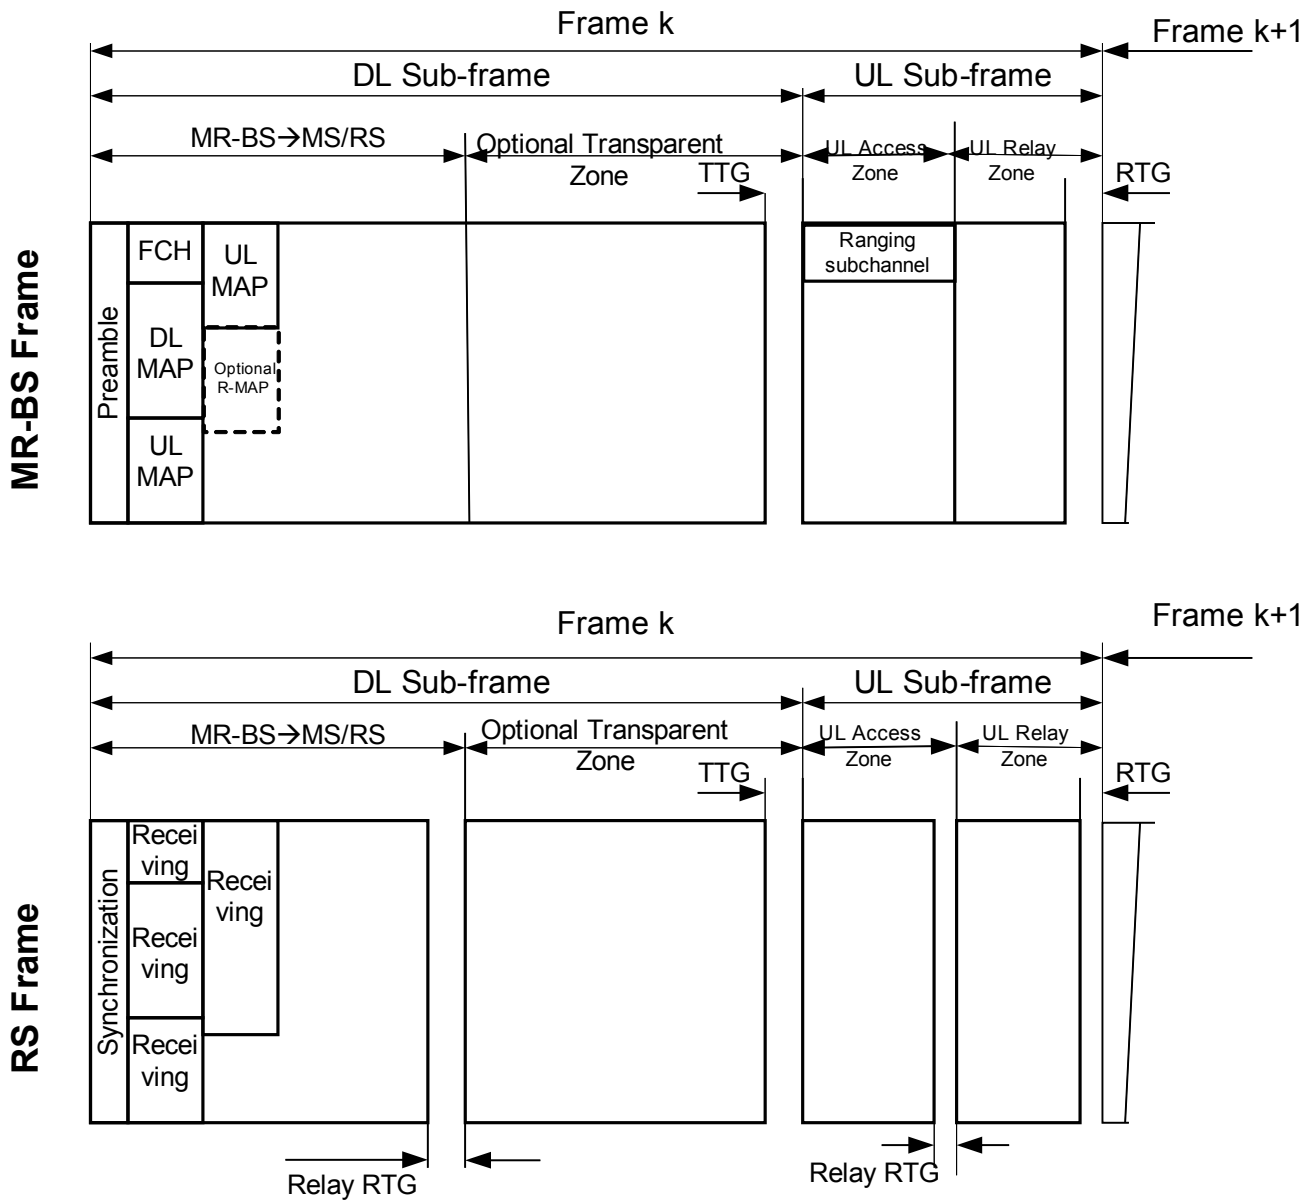 Frame k
Frame k+1
DL Sub-frame
UL Sub-frame
MR-BS→MS/RS
Optional Transparent
Zone
UL Access
Zone
UL Relay
Zone
TTG
RTG
MR-BS Frame
Preamble
FCH
DL
MAP
UL
MAP
UL
MAP
Optional
R-MAP
Ranging
subchannel
Frame k
Frame k+1
DL Sub-frame
UL Sub-frame
MR-BS→MS/RS
Optional Transparent
Zone
UL Access
Zone
UL Relay
Zone
TTG
RTG
RS Frame
Synchronization
Recei
ving
Recei
ving
Recei
ving
Recei
ving
Relay RTG
Relay RTG